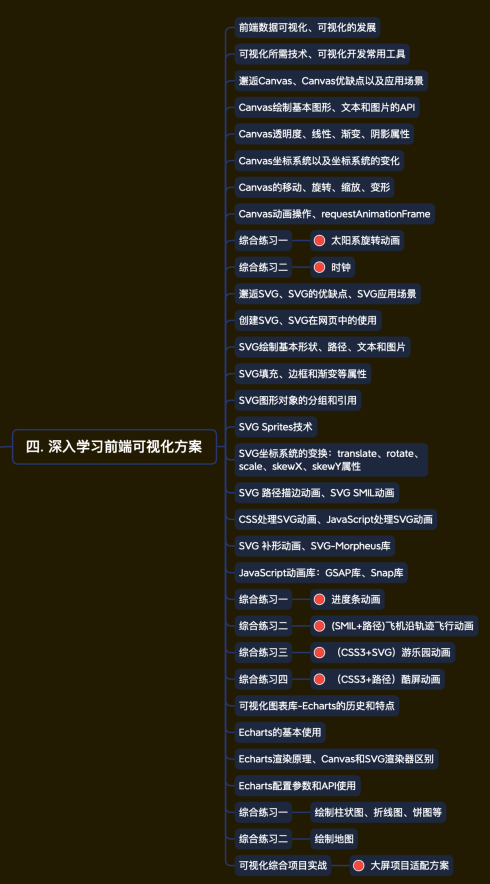 前端数据可视化、可视化的发展
可视化所需技术、可视化开发常用工具
邂逅Canvas、Canvas优缺点以及应用场景
Canvas绘制基本图形、文本和图片的API
Canvas透明度、线性、渐变、阴影属性
Canvas坐标系统以及坐标系统的变化
Canvas的移动、旋转、缩放、变形
Canvas动画操作、requestAnimationFrame
综合练习一 太阳系旋转动画
综合练习二 时钟
邂逅SVG、SVG的优缺点、SVG应用场景
创建SVG、SVG在网页中的使用
SVG绘制基本形状、路径、文本和图片
SVG填充、边框和渐变等属性
SVG图形对象的分组和引用
SVG Sprites技术
四. 深入学习前端可视化方案
SVG坐标系统的变换：translate、rotate、
scale、skewX、skewY属性
SVG 路径描边动画、SVG SMIL动画
CSS处理SVG动画、JavaScript处理SVG动画
SVG 补形动画、SVG-Morpheus库
JavaScript动画库：GSAP库、Snap库
综合练习一 进度条动画
综合练习二 (SMIL+路径)飞机沿轨迹飞行动画
综合练习三 （CSS3+SVG）游乐园动画
综合练习四 （CSS3+路径）酷屏动画
可视化图表库-Echarts的历史和特点
Echarts的基本使用
Echarts渲染原理、Canvas和SVG渲染器区别
Echarts配置参数和API使用
综合练习一 绘制柱状图、折线图、饼图等
综合练习二 绘制地图
可视化综合项目实战 大屏项目适配方案